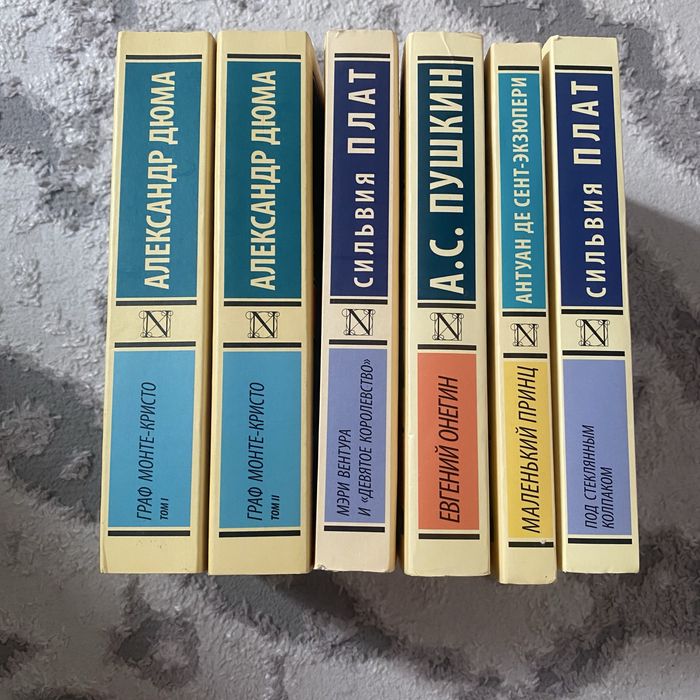 АЛЕКСАНДР ДЮМА
ГРАФ МОНТЕ-КРИСТО
ТОМ I
АЛЕКСАНДР ДЮМА
ГРАФ МОНТЕ-КРИСТО
ТОМ II
СИЛЬВИЯ ПЛАТ
МЭРИ ВЕНТУРА
И «ДЕВЯТОЕ КОРОЛЕВСТВО»
А.С. ПУШКИН
ЕВГЕНИЙ ОНЕГИН
АНТУАН ДЕ СЕНТ-ЭКЗЮПЕРИ
МАЛЕНЬКИЙ ПРИНЦ
СИЛЬВИЯ ПЛАТ
ПОД СТЕКЛЯННЫМ
КОЛПАКОМ